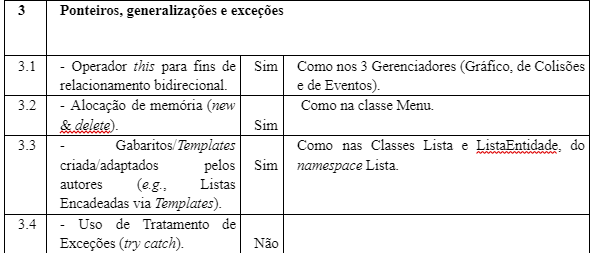 3 Ponteiros, generalizações e exceções
3.1 - Operador this para fins de Sim Como nos 3 Gerenciadores (Gráfico, de Colisões
relacionamento bidirecional. e de Eventos).
3.2 - Alocação de memória (new Como na classe Menu.
& delete). Sim
3.3 - Gabaritos/Templates Como nas Classes Lista e ListaEntidade, do
criada/adaptados pelos Sim namespace Lista.
autores (e.g., Listas
Encadeadas via Templates).
3.4 - Uso de Tratamento de
Exceções (try catch). Não